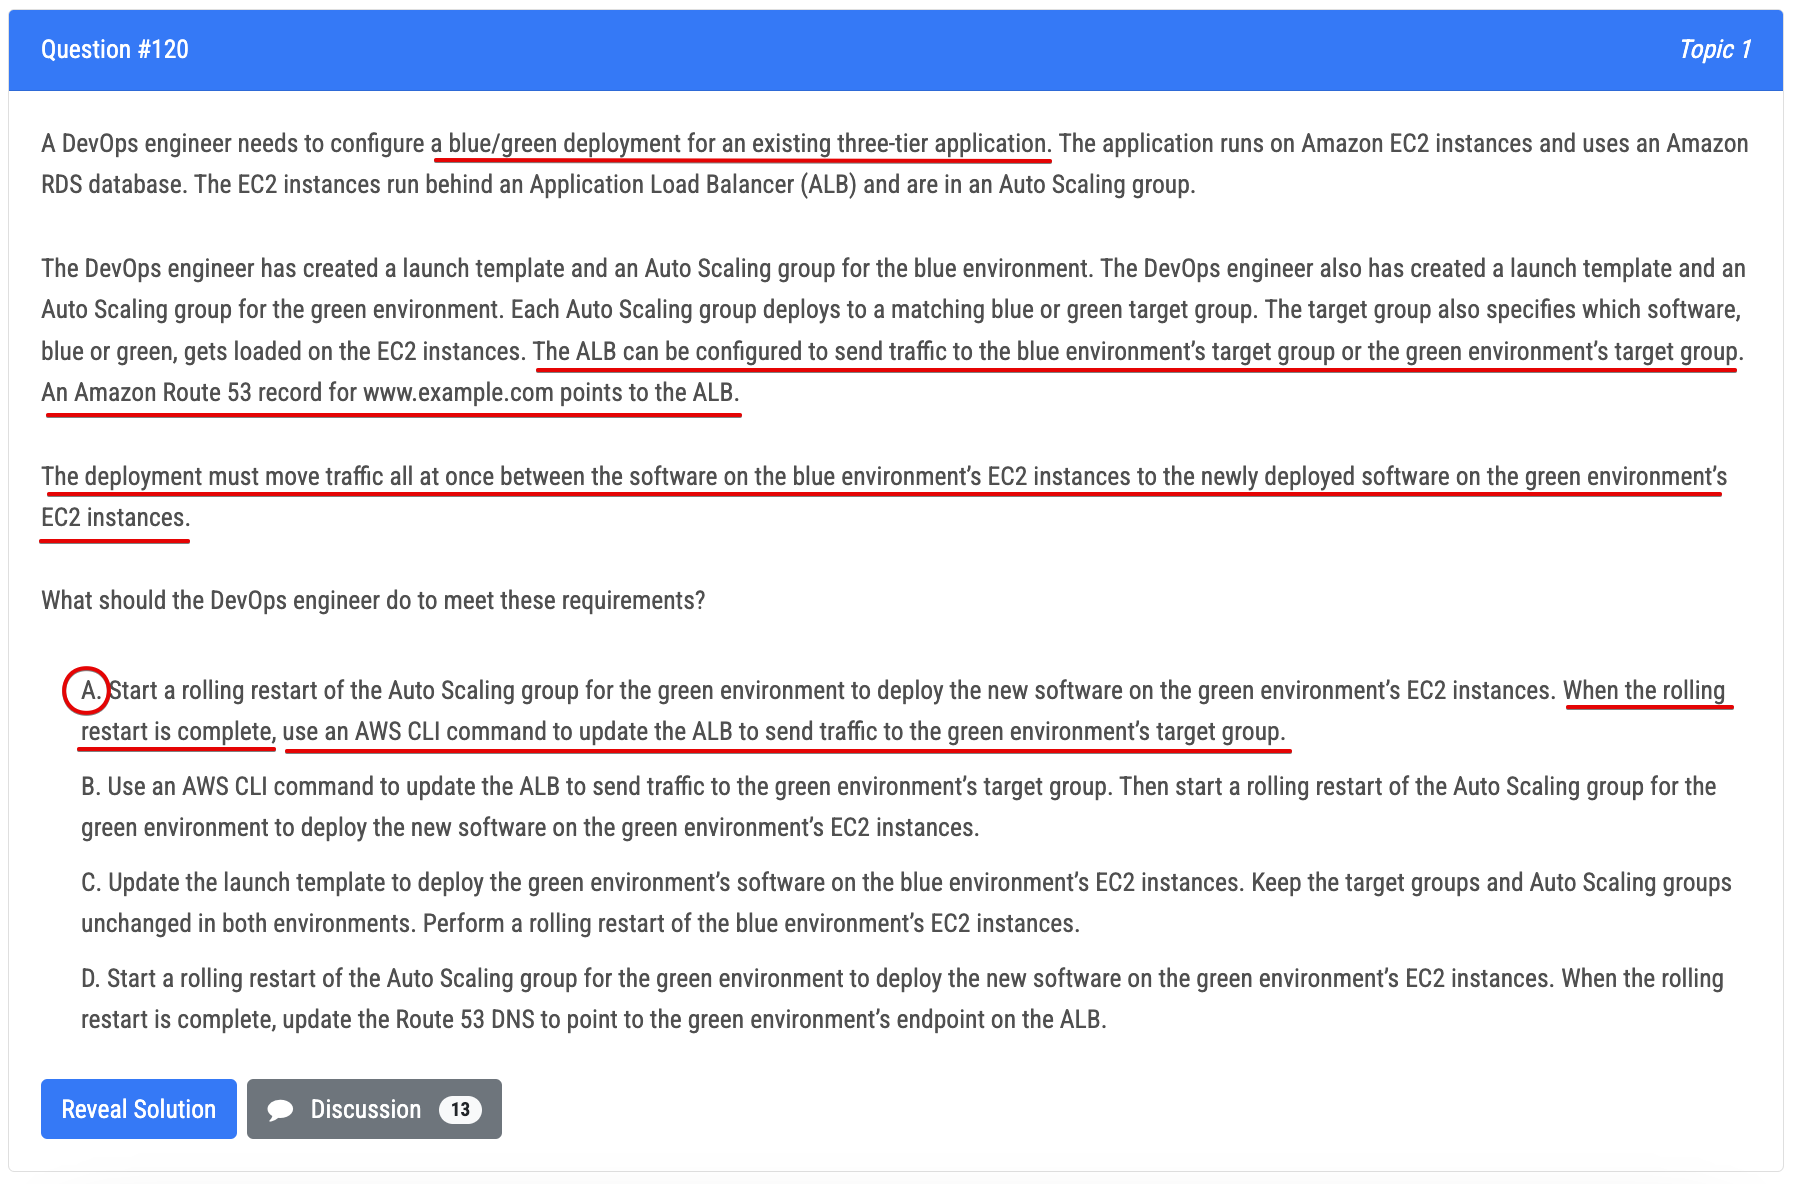 Question #120
Topic 1
A DevOps engineer needs to configure a blue/green deployment for an existing three-tier application. The application runs on Amazon EC2 instances and uses an Amazon
RDS database. The EC2 instances run behind an Application Load Balancer (ALB) and are in an Auto Scaling group.
The DevOps engineer has created a launch template and an Auto Scaling group for the blue environment. The DevOps engineer also has created a launch template and an
Auto Scaling group for the green environment. Each Auto Scaling group deploys to a matching blue or green target group. The target group also specifies which software,
blue or green, gets loaded on the EC2 instances. The ALB can be configured to send traffic to the blue environment’s target group or the green environment’s target group.
An Amazon Route 53 record for www.example.com points to the ALB.
The deployment must move traffic all at once between the software on the blue environment’s EC2 instances to the newly deployed software on the green environment’s
EC2 instances.
What should the DevOps engineer do to meet these requirements?
A. Start a rolling restart of the Auto Scaling group for the green environment to deploy the new software on the green environment’s EC2 instances. When the rolling
restart is complete, use an AWS CLI command to update the ALB to send traffic to the green environment’s target group.
B. Use an AWS CLI command to update the ALB to send traffic to the green environment’s target group. Then start a rolling restart of the Auto Scaling group for the
green environment to deploy the new software on the green environment’s EC2 instances.
C. Update the launch template to deploy the green environment’s software on the blue environment’s EC2 instances. Keep the target groups and Auto Scaling groups
unchanged in both environments. Perform a rolling restart of the blue environment’s EC2 instances.
D. Start a rolling restart of the Auto Scaling group for the green environment to deploy the new software on the green environment’s EC2 instances. When the rolling
restart is complete, update the Route 53 DNS to point to the green environment’s endpoint on the ALB.
Reveal Solution
Discussion 13